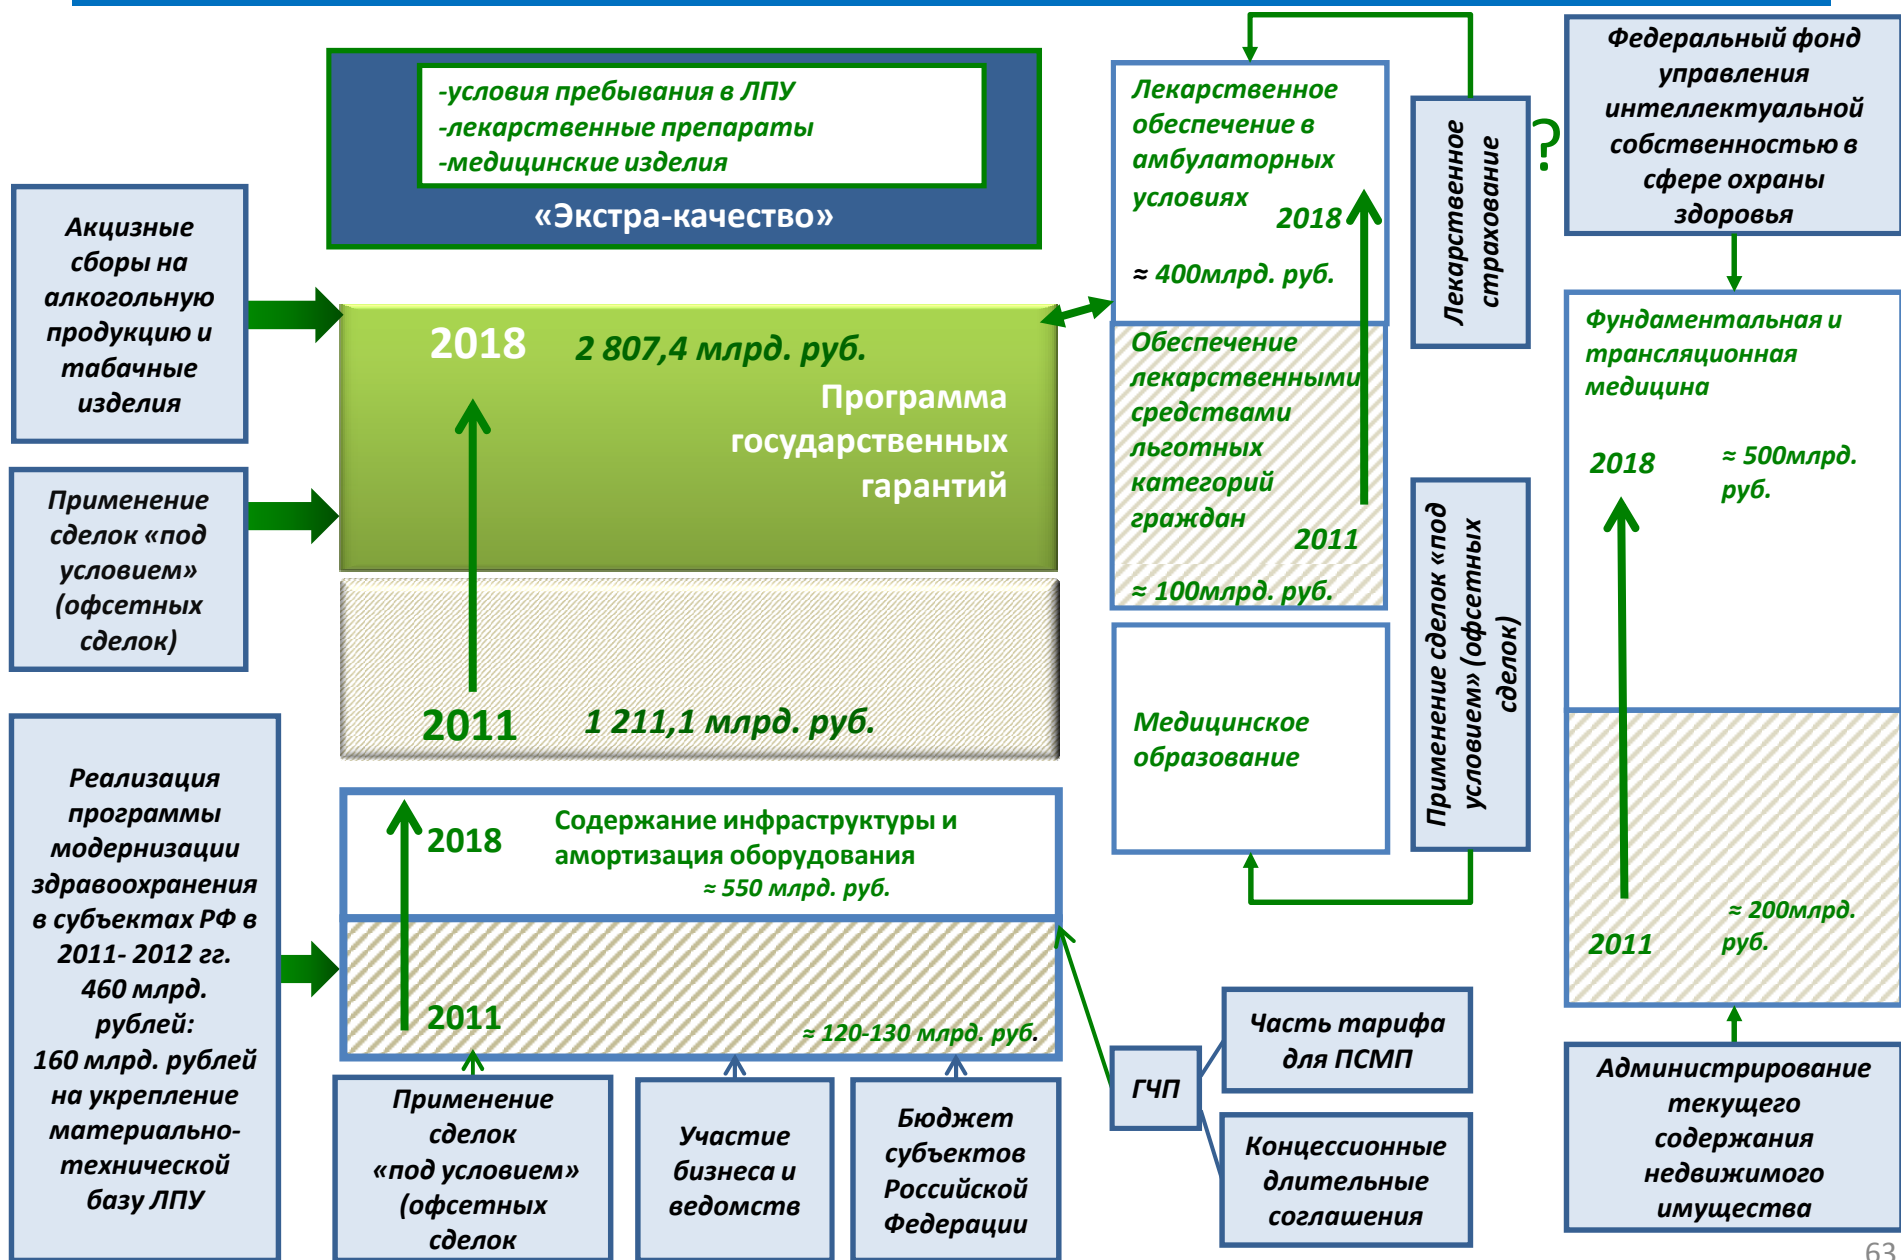 -условия пребывания в ЛПУ
-лекарственные препараты
-медицинские изделия
«Экстра-качество»
Акцизные
сборы на
алкогольную
продукцию и
табачные
изделия
Применение
сделок «под
условием»
(офсетных
сделок)
Реализация
программы
модернизации
здравоохранения
в субъектах РФ в
2011- 2012 гг.
460 млрд.
рублей:
160 млрд. рублей
на укрепление
материально-
технической
базу ЛПУ
2018
2 807,4 млрд. руб.
Программа
государственных
гарантий
2011
1 211,1 млрд. руб.
2018
Содержание инфраструктуры и
амортизация оборудования
≈ 550 млрд. руб.
2011
≈ 120-130 млрд. руб.
Применение
сделок
«под условием»
(офсетных
сделок
Участие
бизнеса и
ведомств
Бюджет
субъектов
Российской
Федерации
Лекарственное
обеспечение в
амбулаторных
условиях
2018
≈ 400млрд. руб.
Обеспечение
лекарственными
средствами
льготных
категорий
граждан
2011
≈ 100млрд. руб.
Медицинское
образование
Лекарственное
страхование
?
Применение сделок «под
условием» (офсетных
сделок)
ГЧП
Часть тарифа
для ПСМП
Концессионные
длительные
соглашения
Федеральный фонд
управления
интеллектуальной
собственностью в
сфере охраны
здоровья
Фундаментальная и
трансляционная
медицина
2018
≈ 500млрд.
руб.
≈ 200млрд.
руб.
2011
Администрирование
текущего
содержания
недвижимого
имущества
63